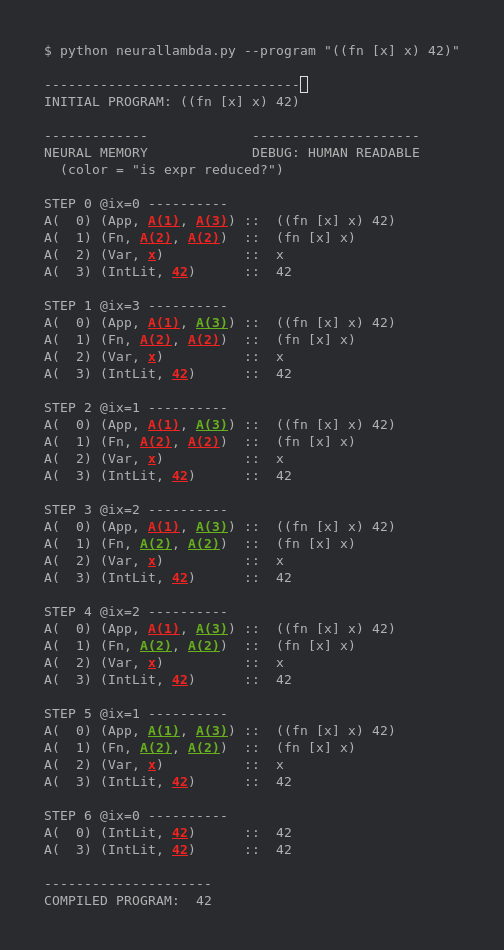 $ python neurallambda.py --program "((fn [x] x) 42)"
--------------------------------
INITIAL PROGRAM: ((fn [x] x) 42)
-------------             ---------------------
NEURAL MEMORY             DEBUG: HUMAN READABLE
  (color = "is expr reduced?")
STEP 0 @ix=0 ----------
A(  0) (App, A(1), A(3)) ::  ((fn [x] x) 42)
A(  1) (Fn, A(2), A(2))  ::  (fn [x] x)
A(  2) (Var, x)          ::  x
A(  3) (IntLit, 42)      ::  42
STEP 1 @ix=3 ----------
A(  0) (App, A(1), A(3)) ::  ((fn [x] x) 42)
A(  1) (Fn, A(2), A(2))  ::  (fn [x] x)
A(  2) (Var, x)          ::  x
A(  3) (IntLit, 42)      ::  42
STEP 2 @ix=1 ----------
A(  0) (App, A(1), A(3)) ::  ((fn [x] x) 42)
A(  1) (Fn, A(2), A(2))  ::  (fn [x] x)
A(  2) (Var, x)          ::  x
A(  3) (IntLit, 42)      ::  42
STEP 3 @ix=2 ----------
A(  0) (App, A(1), A(3)) ::  ((fn [x] x) 42)
A(  1) (Fn, A(2), A(2))  ::  (fn [x] x)
A(  2) (Var, x)          ::  x
A(  3) (IntLit, 42)      ::  42
STEP 4 @ix=2 ----------
A(  0) (App, A(1), A(3)) ::  ((fn [x] x) 42)
A(  1) (Fn, A(2), A(2))  ::  (fn [x] x)
A(  2) (Var, x)          ::  x
A(  3) (IntLit, 42)      ::  42
STEP 5 @ix=1 ----------
A(  0) (App, A(1), A(3)) ::  ((fn [x] x) 42)
A(  1) (Fn, A(2), A(2))  ::  (fn [x] x)
A(  2) (Var, x)          ::  x
A(  3) (IntLit, 42)      ::  42
STEP 6 @ix=0 ----------
A(  0) (IntLit, 42)      ::  42
A(  3) (IntLit, 42)      ::  42
---------------------
COMPILED PROGRAM:  42